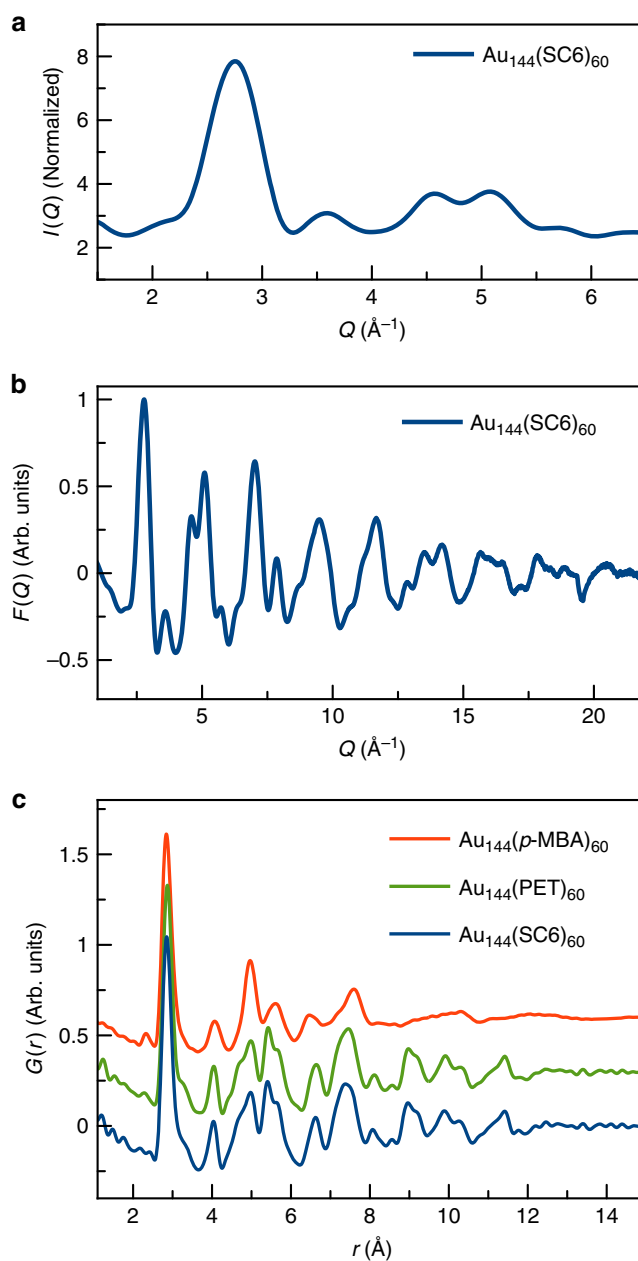 a
8
6
4
2
I(Q) (Normalized)
Au₁₄₄(SC6)₆₀
2 3 4 5 6
Q (Å⁻¹)
b
1
0.5
0
−0.5
F(Q) (Arb. units)
Au₁₄₄(SC6)₆₀
5 10 15 20
Q (Å⁻¹)
c
1.5
1
0.5
0
G(r) (Arb. units)
Au₁₄₄(p-MBA)₆₀
Au₁₄₄(PET)₆₀
Au₁₄₄(SC6)₆₀
2 4 6 8 10 12 14
r (Å)